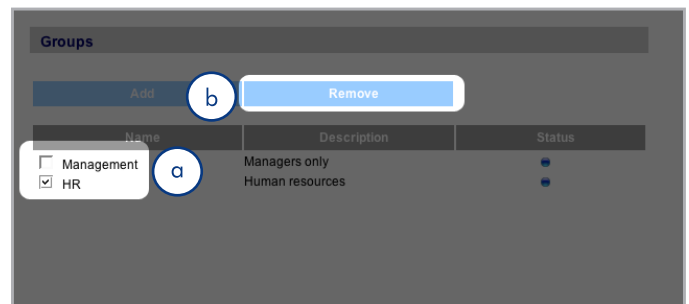 Groups
Add b Remove
Name Description Status
Management a Managers only
HR Human resources